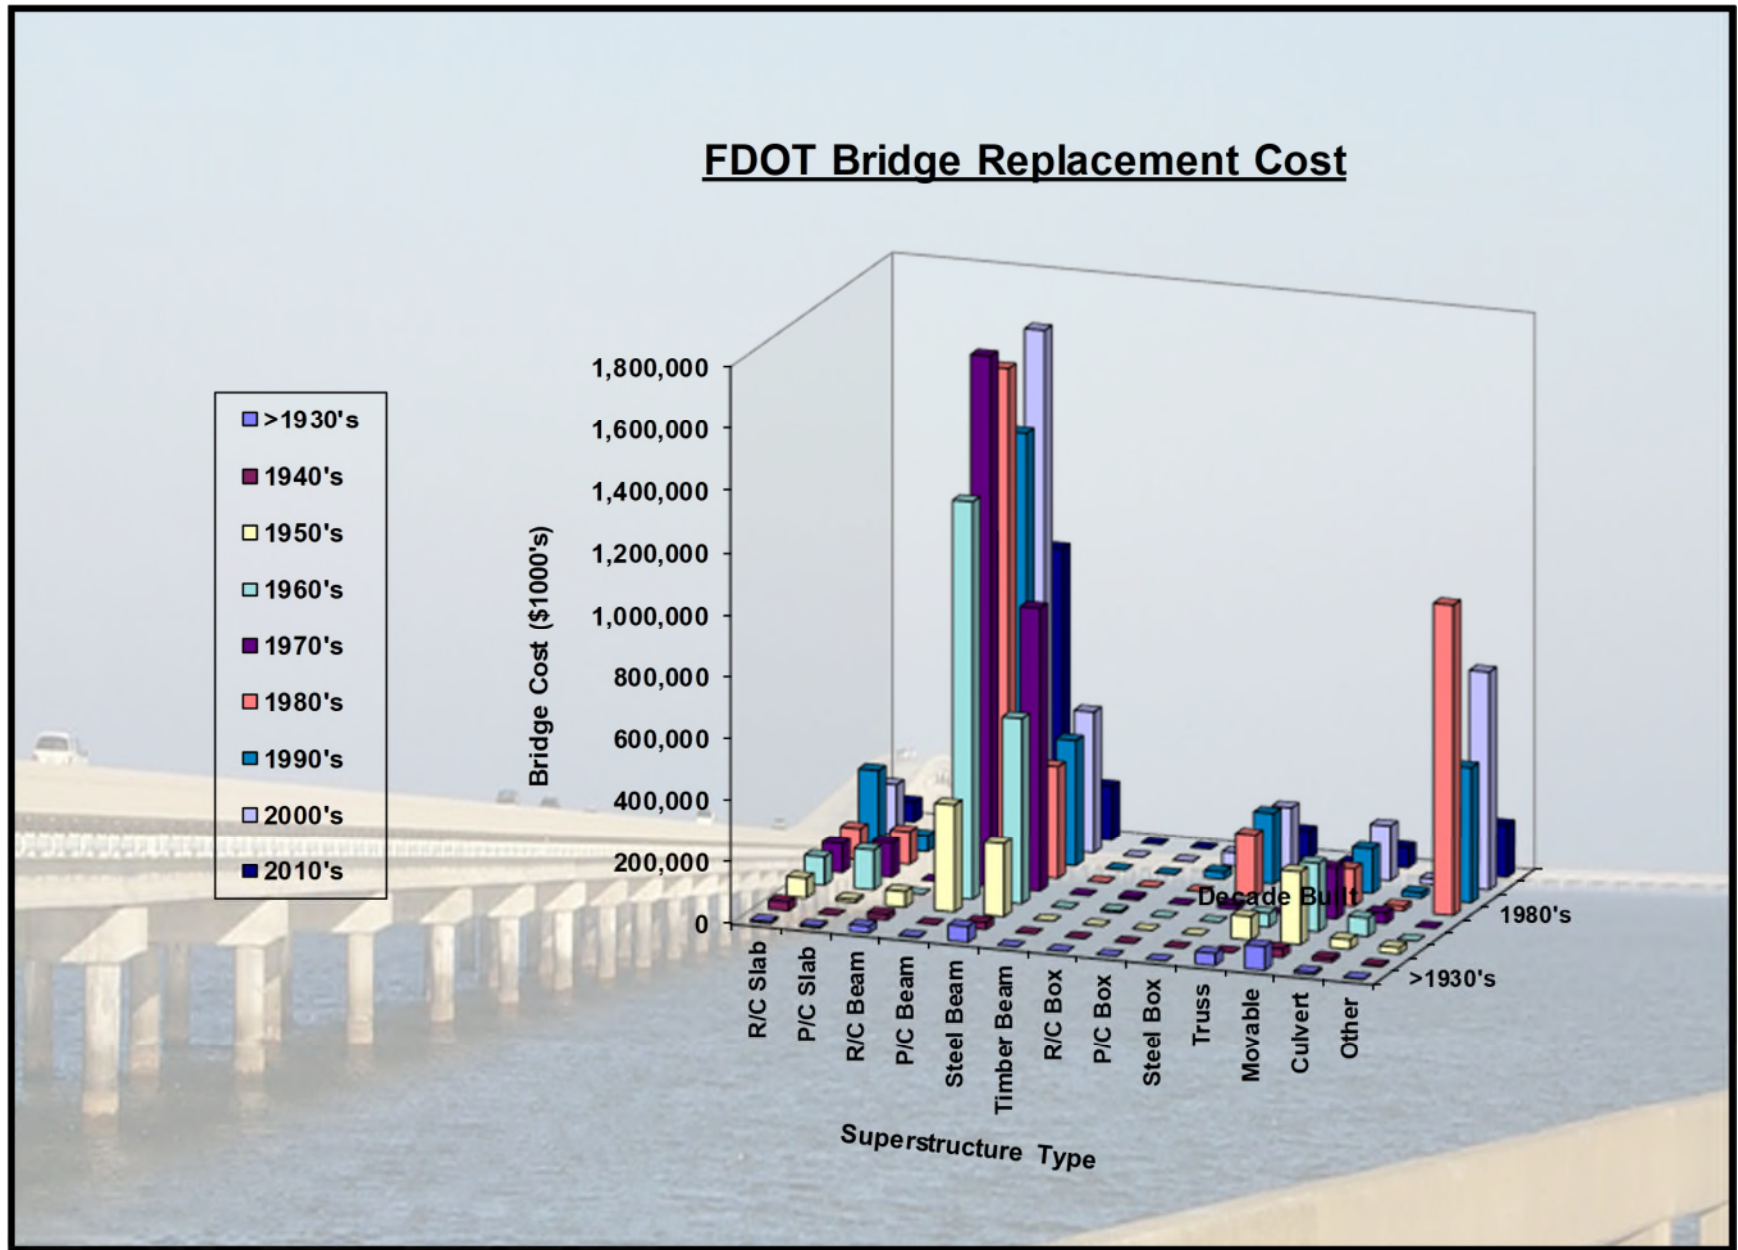 FDOT Bridge Replacement Cost
>1930's
1940's
1950's
1960's
1970's
1980's
1990's
2000's
2010's
Bridge Cost ($1000's)
1,800,000
1,600,000
1,400,000
1,200,000
1,000,000
800,000
600,000
400,000
200,000
0
R/C Slab
P/C Slab
R/C Beam
P/C Beam
Steel Beam
Timber Beam
R/C Box
P/C Box
Steel Box
Truss
Movable
Culvert
Other
Superstructure Type
Decade Built
1980's
>1930's